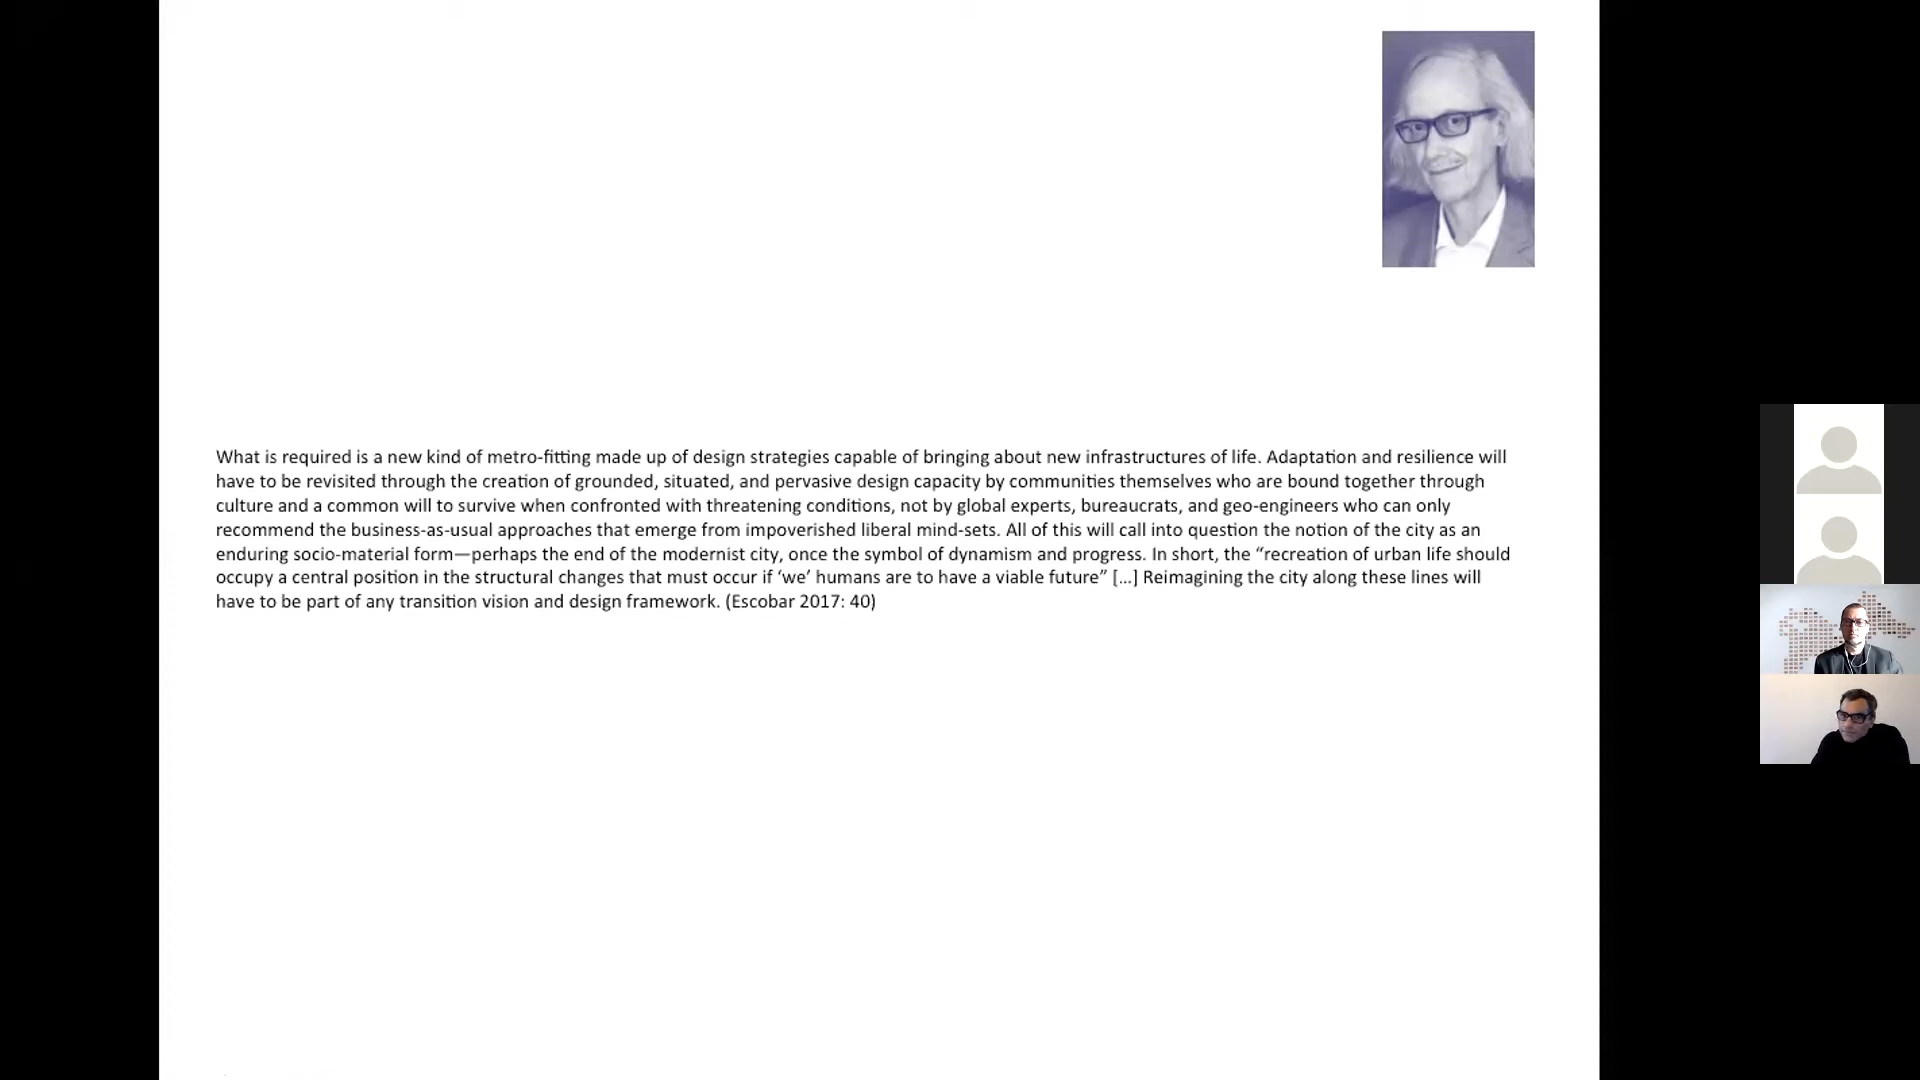 What is required is a new kind of metro-fitting made up of design strategies capable of bringing about new infrastructures of life. Adaptation and resilience will
have to be revisited through the creation of grounded, situated, and pervasive design capacity by communities themselves who are bound together through
culture and a common will to survive when confronted with threatening conditions, not by global experts, bureaucrats, and geo-engineers who can only
recommend the business-as-usual approaches that emerge from impoverished liberal mind-sets. All of this will call into question the notion of the city as an
enduring socio-material form—perhaps the end of the modernist city, once the symbol of dynamism and progress. In short, the “recreation of urban life should
occupy a central position in the structural changes that must occur if ‘we’ humans are to have a viable future” [...] Reimagining the city along these lines will
have to be part of any transition vision and design framework. (Escobar 2017: 40)